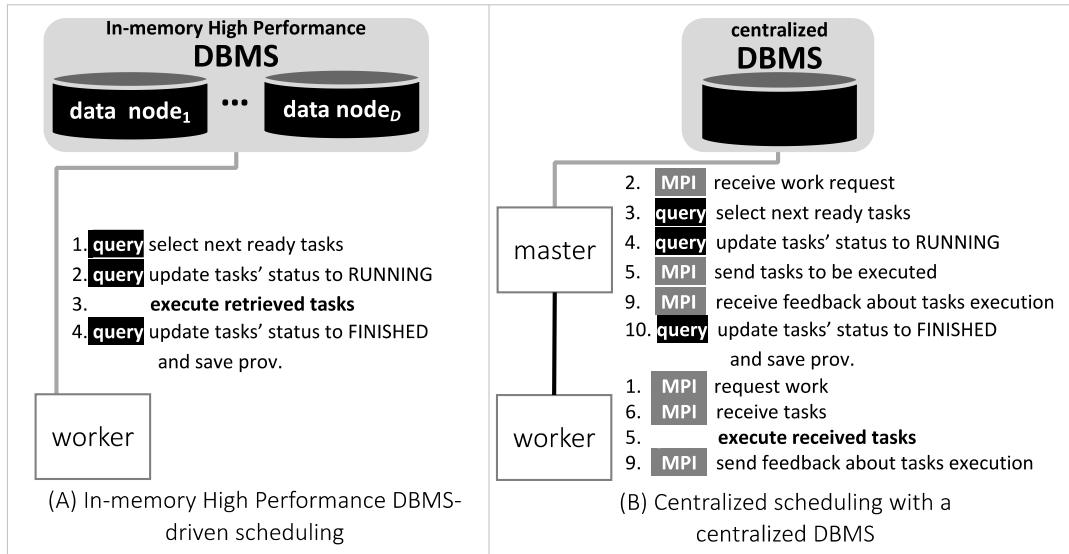 In-memory High Performance
DBMS
data node1
...
data nodeD
1. query select next ready tasks
2. query update tasks' status to RUNNING
3. execute retrieved tasks
4. query update tasks' status to FINISHED
and save prov.
worker
(A) In-memory High Performance DBMS-
driven scheduling
centralized
DBMS
2. MPI receive work request
3. query select next ready tasks
4. query update tasks' status to RUNNING
5. MPI send tasks to be executed
9. MPI receive feedback about tasks execution
10. query update tasks' status to FINISHED
and save prov.
master
1. MPI request work
6. MPI receive tasks
5. execute received tasks
9. MPI send feedback about tasks execution
worker
(B) Centralized scheduling with a
centralized DBMS